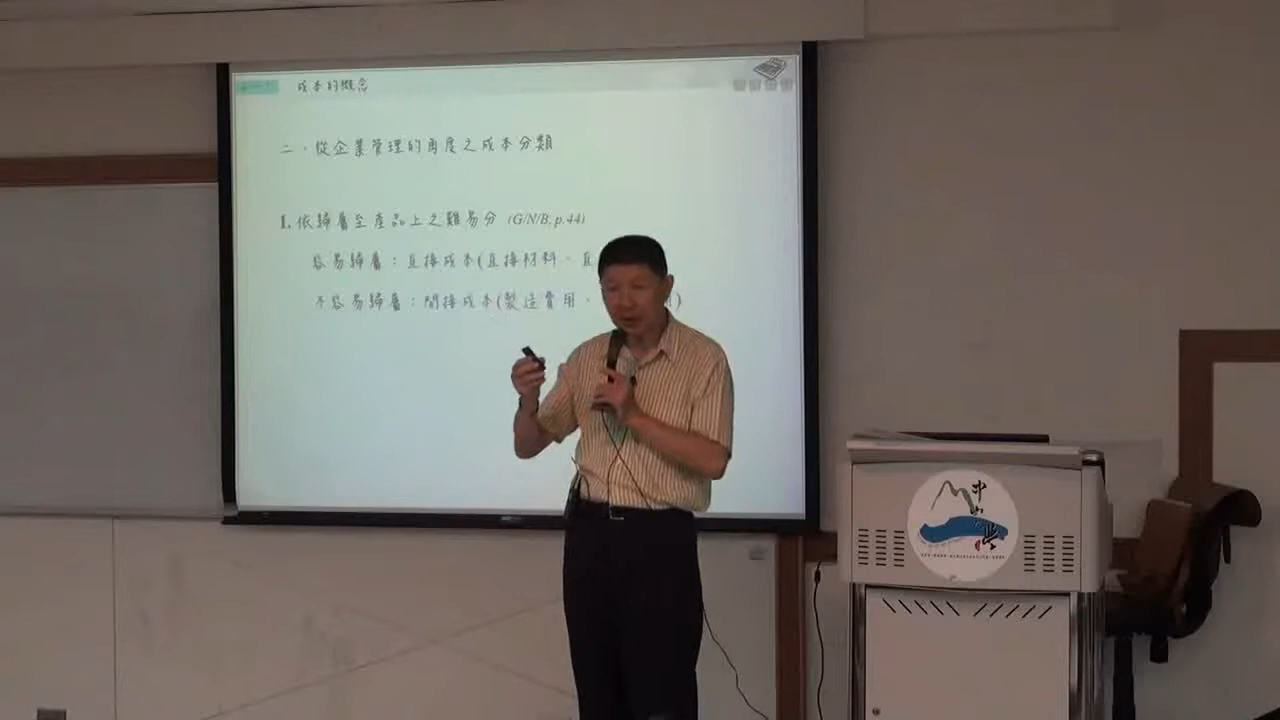 成本的概念
二、從企業管理的角度之成本分類
1. 依歸屬至產品上之難易分 (G/N/B, p.44)
容易歸屬：直接成本(直接材料、直
不容易歸屬：間接成本(製造費用、 )
中山學